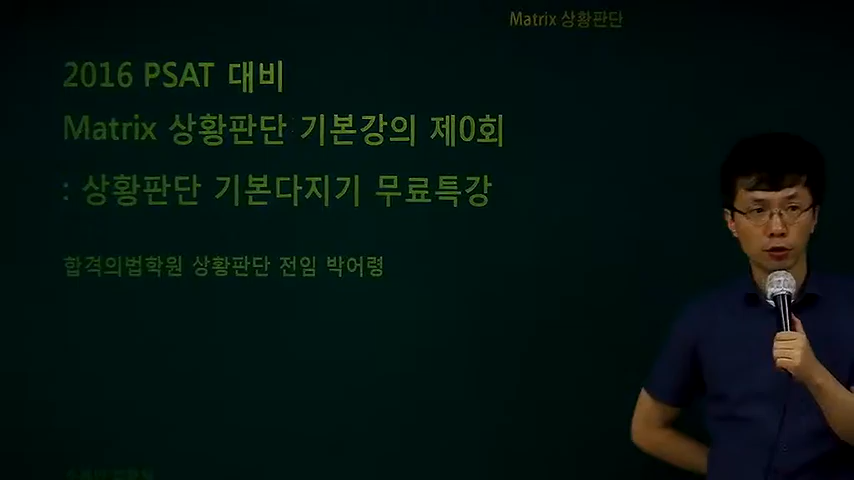 Matrix 상황판단
2016 PSAT 대비
Matrix 상황판단 기본강의 제0회
: 상황판단 기본다지기 무료특강
합격의법학원 상황판단 전임 박어령